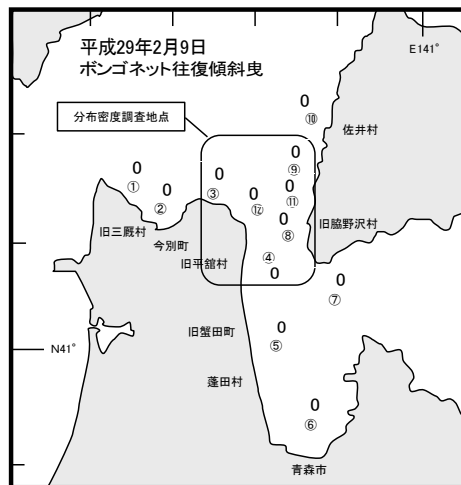 平成29年2月9日
ボンゴネット往復傾斜曳
E141°
分布密度調査地点
0
⑩
佐井村
0
⑨
0
①
0
②
0
③
0
⑪
0
⑫
0
⑧
旧三厩村
今別町
旧脇野沢村
旧平舘村
④
0
0
⑦
旧蟹田町
0
⑤
N41°
蓬田村
0
⑥
青森市